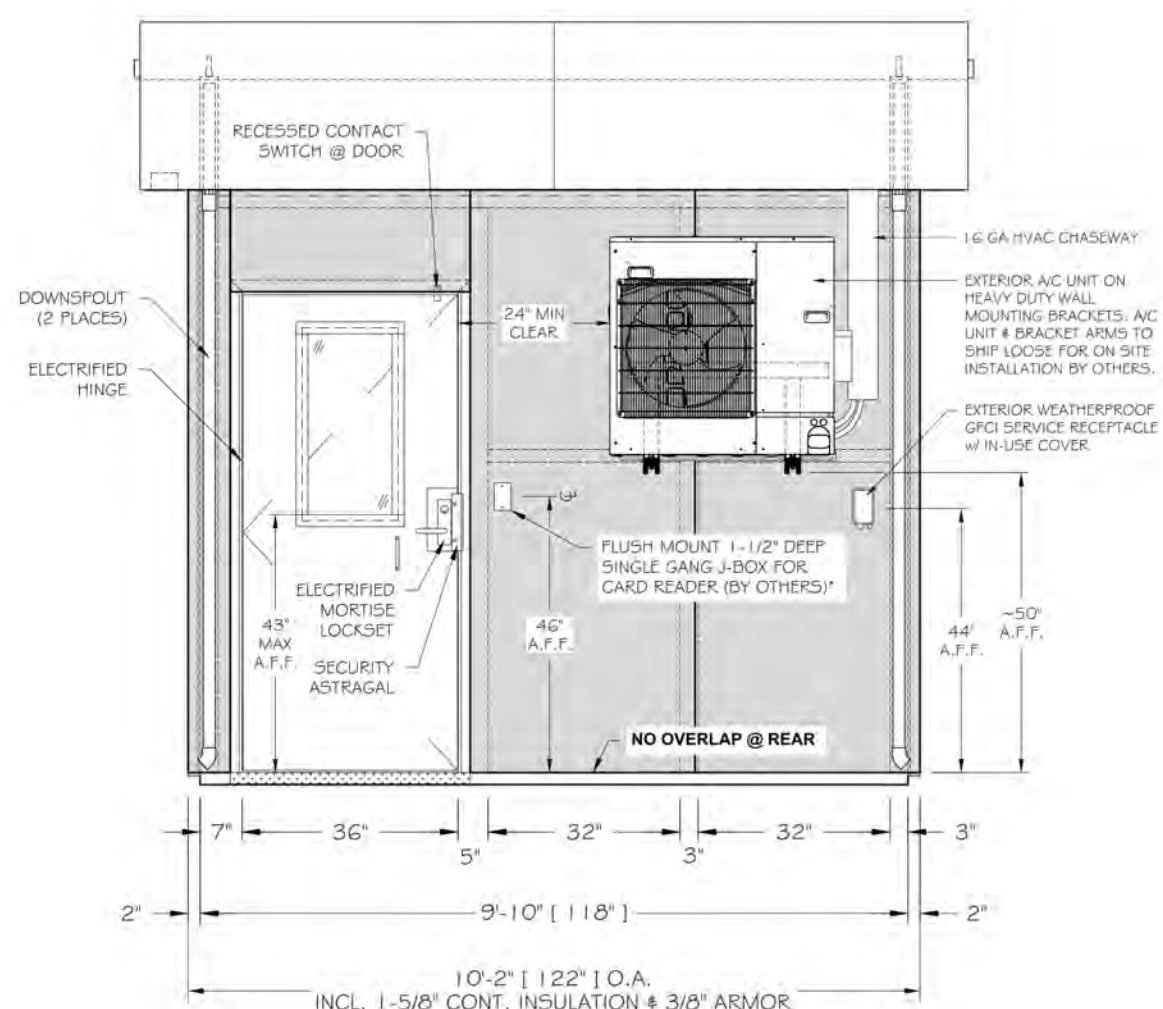 RECESSED CONTACT
SWITCH @ DOOR
16 GA HVAC CHASEWAY
EXTERIOR A/C UNIT ON
HEAVY DUTY WALL
MOUNTING BRACKETS. A/C
UNIT & BRACKET ARMS TO
SHIP LOOSE FOR ON SITE
INSTALLATION BY OTHERS.
DOWNSPOUT
(2 PLACES)
24" MIN
CLEAR
ELECTRIFIED
HINGE
EXTERIOR WEATHERPROOF
GFCI SERVICE RECEPTACLE
w/ IN-USE COVER
FLUSH MOUNT 1-1/2" DEEP
SINGLE GANG J-BOX FOR
CARD READER (BY OTHERS)*
ELECTRIFIED
MORTISE
LOCKSET
43"
MAX
A.F.F.
46"
A.F.F.
44"
A.F.F.
~50"
A.F.F.
SECURITY
ASTRAGAL
NO OVERLAP @ REAR
7" 36" 5" 32" 3" 32" 3"
2" 9'-10" [ 118" ] 2"
10'-2" [ 122" ] O.A.
INCL. 1-5/8" CONT. INSULATION & 3/8" ARMOR